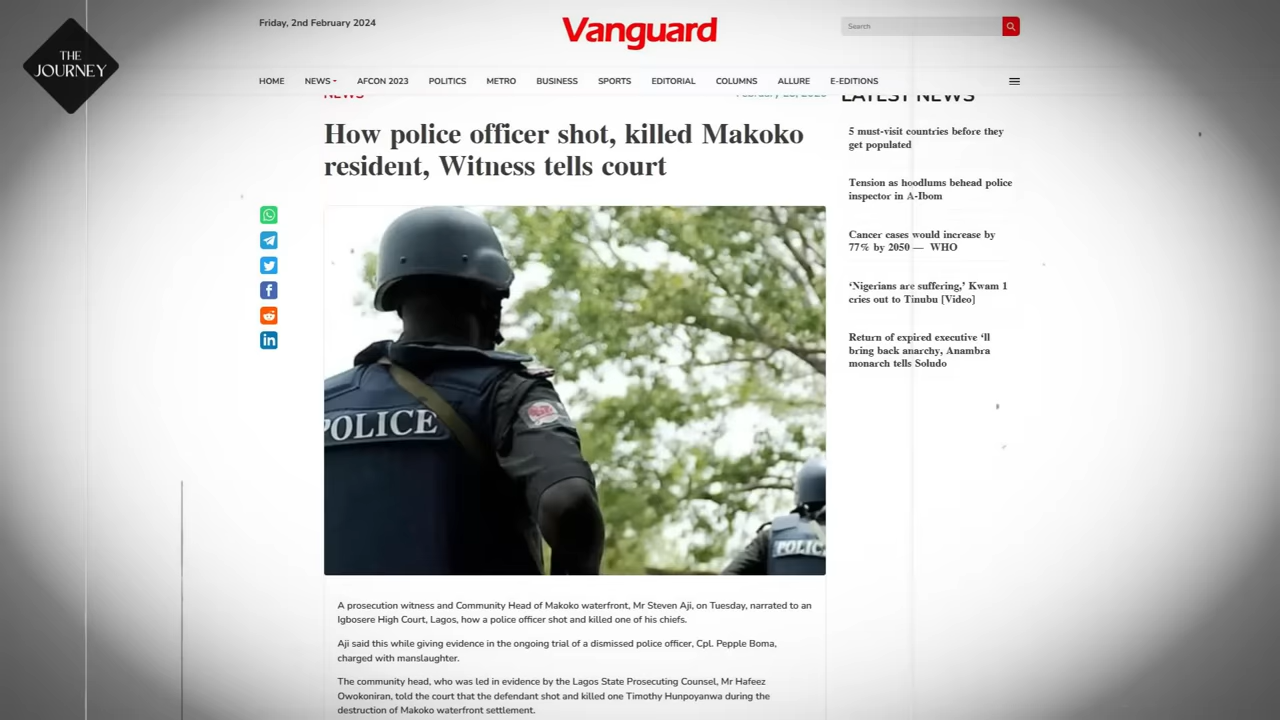 THE
JOURNEY
Friday, 2nd February 2024
Vanguard
Search
HOME
NEWS
AFCON 2023
POLITICS
METRO
BUSINESS
SPORTS
EDITORIAL
COLUMNS
ALLURE
E-EDITIONS
NEWS
How police officer shot, killed Makoko
resident, Witness tells court
POLICE
POLICE
A prosecution witness and Community Head of Makoko waterfront, Mr Steven Aji, on Tuesday, narrated to an
Igbosere High Court, Lagos, how a police officer shot and killed one of his chiefs.
Aji said this while giving evidence in the ongoing trial of a dismissed police officer, Cpl. Pepple Boma,
charged with manslaughter.
The community head, who was led in evidence by the Lagos State Prosecuting Counsel, Mr Hafeez
Owokoniran, told the court that the defendant shot and killed one Timothy Hunpoyanwa during the
destruction of Makoko waterfront settlement.
LATEST NEWS
5 must-visit countries before they
get populated
Tension as hoodlums behead police
inspector in A-Ibom
Cancer cases would increase by
77% by 2050 — WHO
‘Nigerians are suffering,’ Kwam 1
cries out to Tinubu [Video]
Return of expired executive ‘ll
bring back anarchy, Anambra
monarch tells Soludo